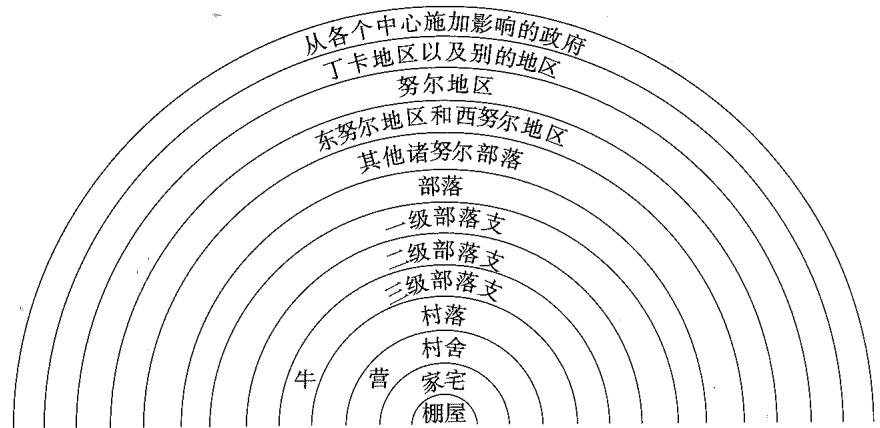 从各个中心施加影响的政府
丁卡地区以及别的地区
努尔地区
东努尔地区和西努尔地区
其他诸努尔部落
部落
一级部落支
二级部落支
三级部落支
村落
村舍
牛 营 家宅
棚屋